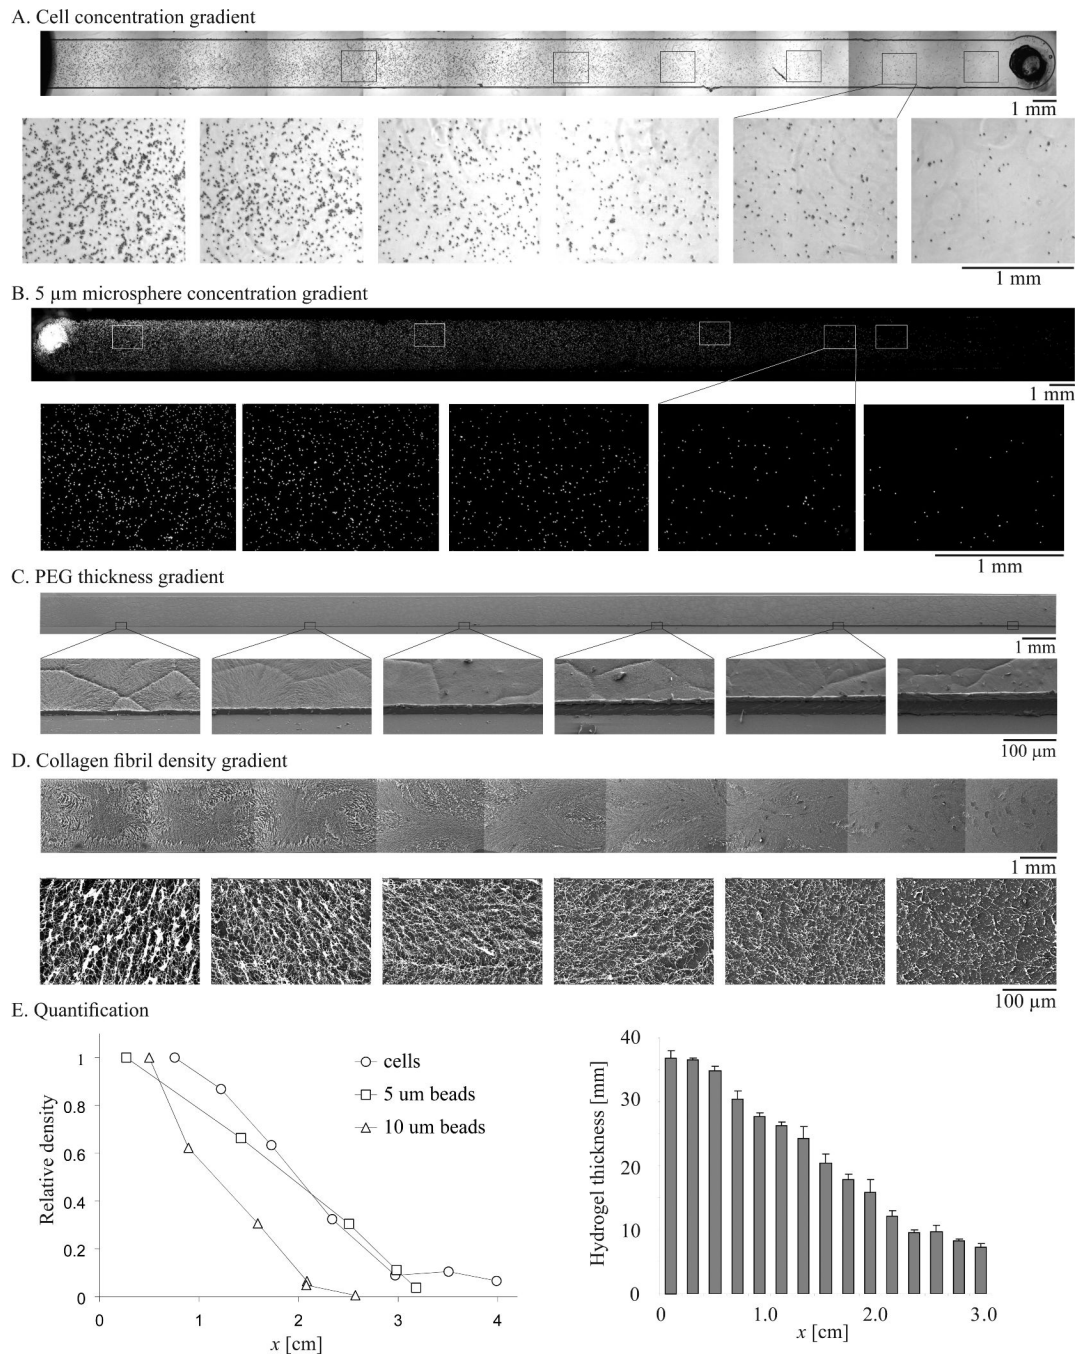 A. Cell concentration gradient
1 mm
1 mm
B. 5 µm microsphere concentration gradient
1 mm
1 mm
C. PEG thickness gradient
1 mm
100 µm
D. Collagen fibril density gradient
1 mm
100 µm
E. Quantification
Relative density
1
0.8
0.6
0.4
0.2
0
0 1 2 3 4
x [cm]
cells
5 um beads
10 um beads
Hydrogel thickness [mm]
40
30
20
10
0
0 1.0 2.0 3.0
x [cm]